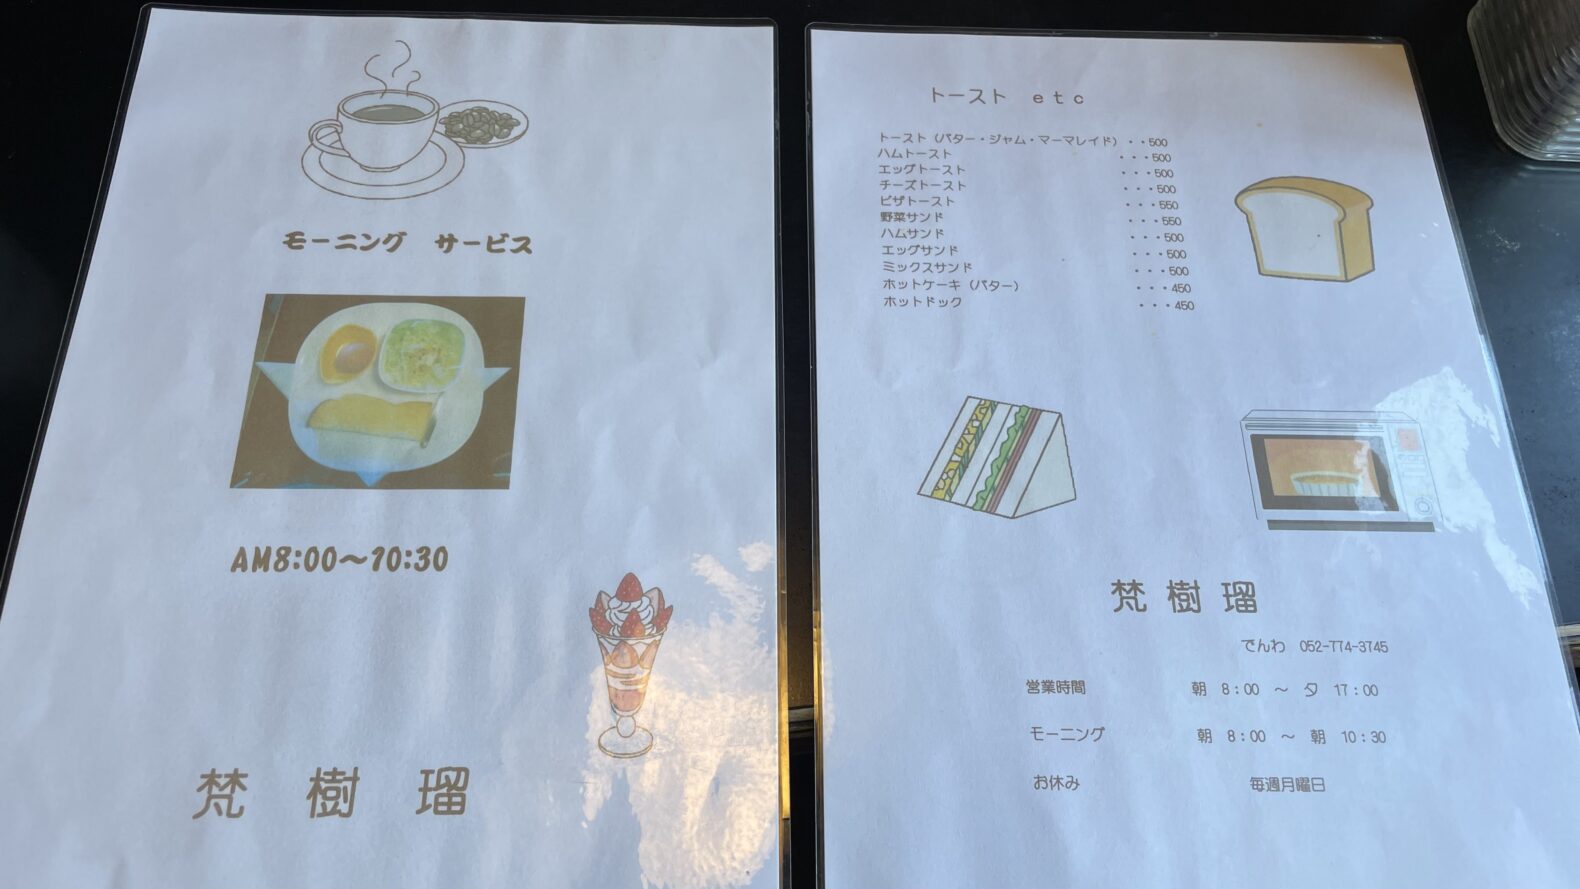 モーニング サービス
AM8:00～10:30
梵樹瑠
トースト etc
トースト（バター・ジャム・マーマレイド）・・500
ハムトースト ・・・500
エッグトースト ・・・500
チーズトースト ・・・500
ピザトースト ・・・550
野菜サンド ・・・550
ハムサンド ・・・500
エッグサンド ・・・500
ミックスサンド ・・・500
ホットケーキ（バター） ・・・450
ホットドック ・・・450
梵樹瑠
でんわ 052-774-3745
営業時間 朝 8：00 ～ 夕 17：00
モーニング 朝 8：00 ～ 朝 10：30
お休み 毎週月曜日